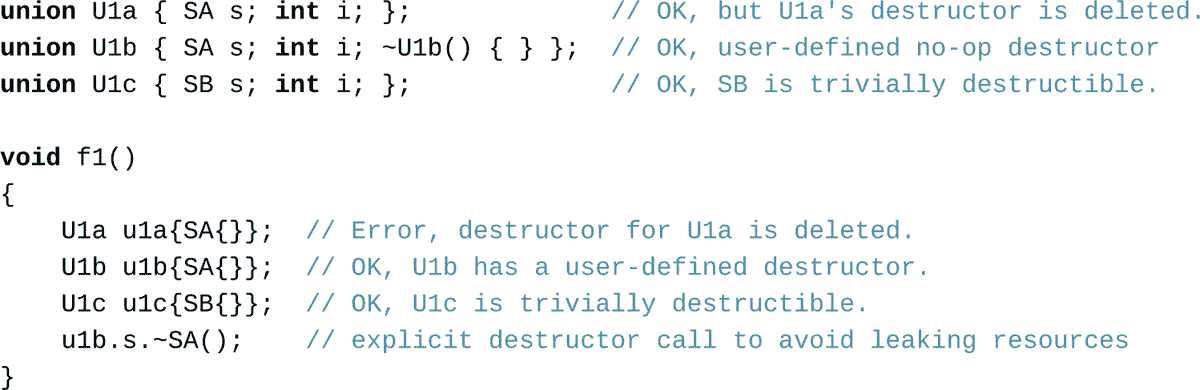 union U1a { SA s; int i; };             // OK, but U1a's destructor is deleted.
union U1b { SA s; int i; ~U1b() { } };  // OK, user-defined no-op destructor
union U1c { SB s; int i; };             // OK, SB is trivially destructible.

void f1()
{
    U1a u1a{SA{}};  // Error, destructor for U1a is deleted.
    U1b u1b{SA{}};  // OK, U1b has a user-defined destructor.
    U1c u1c{SB{}};  // OK, U1c is trivially destructible.
    u1b.s.~SA();    // explicit destructor call to avoid leaking resources
}